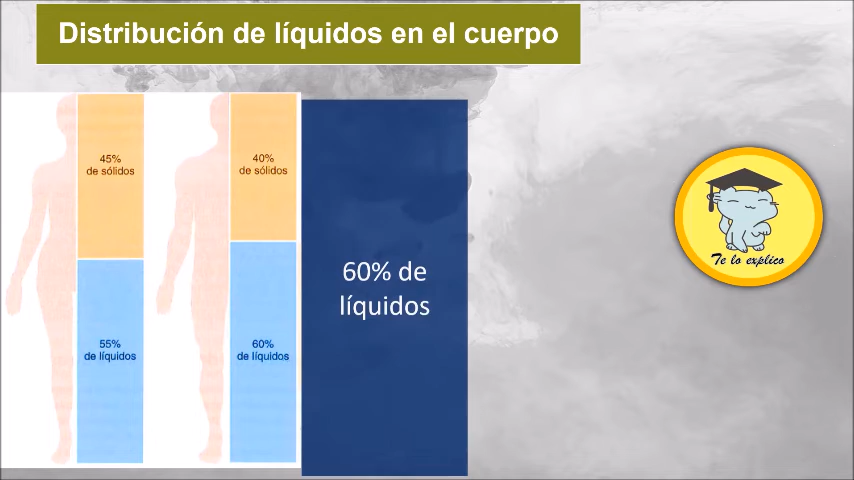 Distribución de líquidos en el cuerpo
45%
de sólidos
40%
de sólidos
55%
de líquidos
60%
de líquidos
60% de
líquidos
Te lo explico